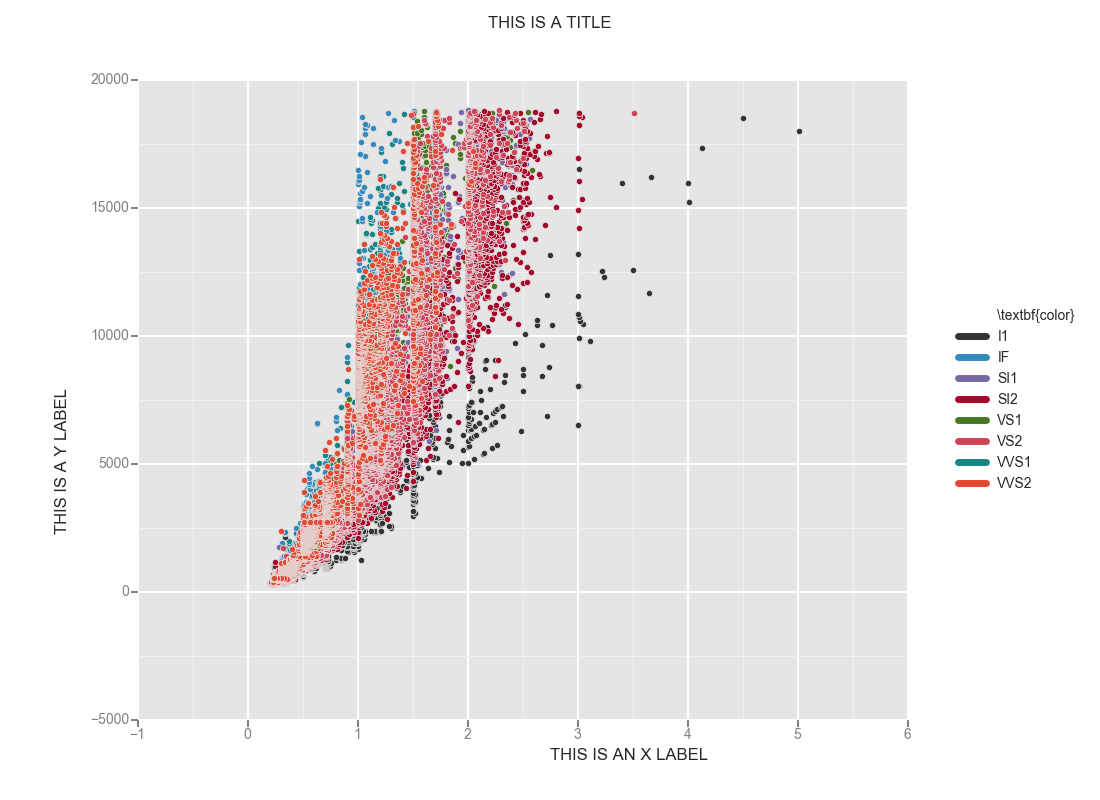 THIS IS A TITLE
20000
15000
10000
5000
0
−5000
THIS IS A Y LABEL
−1 0 1 2 3 4 5 6
THIS IS AN X LABEL
\textbf{color}
I1
IF
SI1
SI2
VS1
VS2
VVS1
VVS2